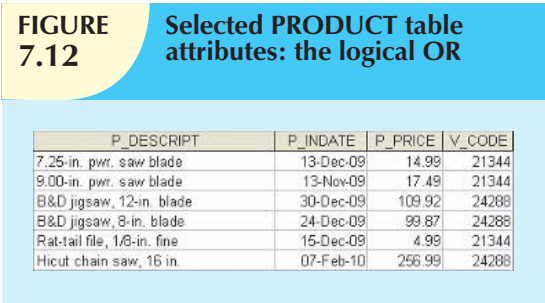 FIGURE
7.12
Selected PRODUCT table
attributes: the logical OR
P_DESCRIPT P_INDATE P_PRICE V_CODE
7.25-in. pwr. saw blade 13-Dec-09 14.99 21344
9.00-in. pwr. saw blade 13-Nov-09 17.49 21344
B&D jigsaw, 12-in. blade 30-Dec-09 109.92 24288
B&D jigsaw, 8-in. blade 24-Dec-09 99.87 24288
Rat-tail file, 1/8-in. fine 15-Dec-09 4.99 21344
Hicut chain saw, 16 in. 07-Feb-10 256.99 24288